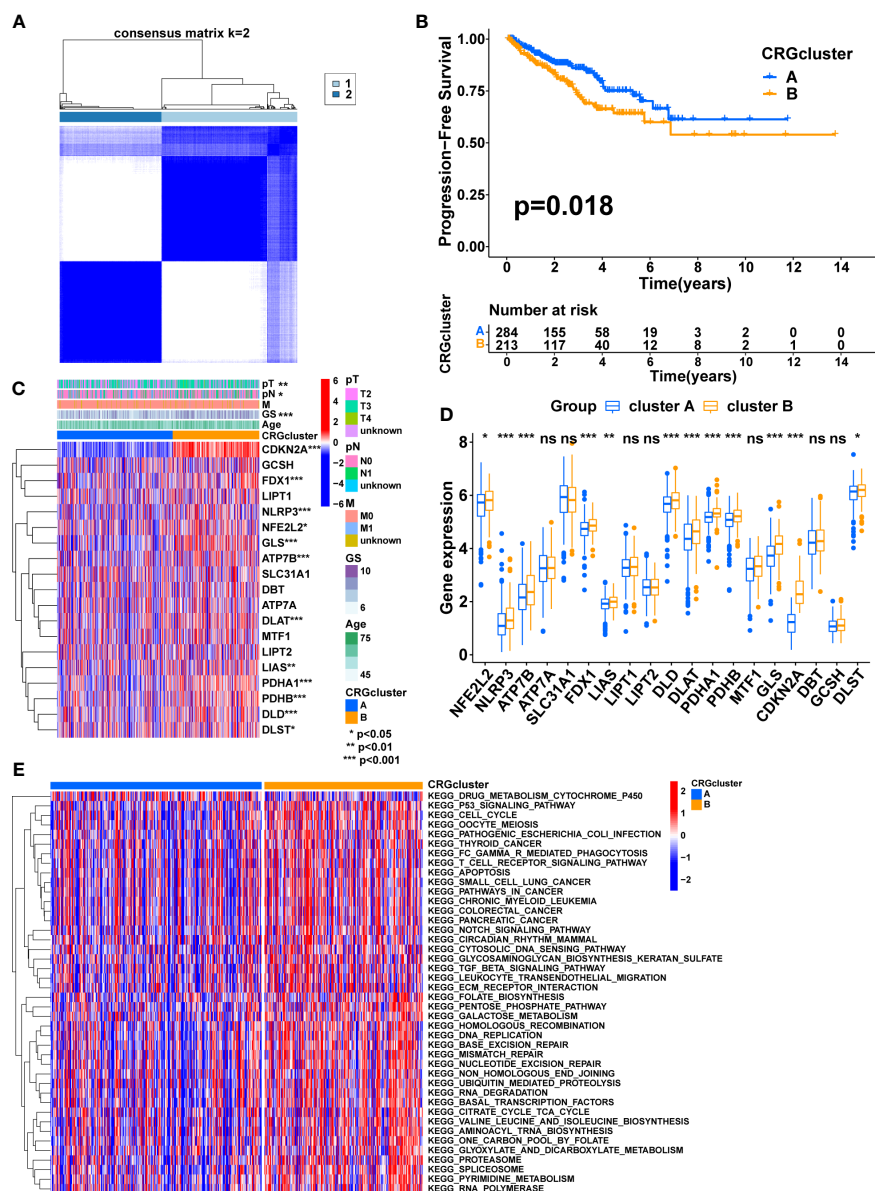 A
consensus matrix k=2
1
2
B
CRGcluster
A
B
Progression−Free Survival
1.00
0.75
0.50
0.25
0.00
p=0.018
0 2 4 6 8 10 12 14
Time(years)
Number at risk
CRGcluster
A 284 155 58 19 3 2 0 0
B 213 117 40 12 8 2 1 0
0 2 4 6 8 10 12 14
Time(years)
C
pT **
pN *
M
GS ***
Age
CRGcluster
CDKN2A***
GCSH
FDX1***
LIPT1
NLRP3***
NFE2L2*
GLS***
ATP7B***
SLC31A1
DBT
ATP7A
DLAT***
MTF1
LIPT2
LIAS**
PDHA1***
PDHB***
DLD***
DLST*
6
4
2
0
−2
−4
−6
pT
T2
T3
T4
unknown
pN
N0
N1
unknown
M
M0
M1
unknown
GS
10
6
Age
75
45
CRGcluster
A
B
* p<0.05
** p<0.01
*** p<0.001
D
Group cluster A cluster B
* *** *** ns ns *** ** ns ns *** *** *** *** ns *** *** ns ns *
Gene expression
8
6
4
2
0
NFE2L2
NLRP3
ATP7B
ATP7A
SLC31A1
FDX1
LIAS
LIPT1
LIPT2
DLD
DLAT
PDHA1
PDHB
MTF1
GLS
CDKN2A
DBT
GCSH
DLST
E
CRGcluster
KEGG_DRUG_METABOLISM_CYTOCHROME_P450
KEGG_P53_SIGNALING_PATHWAY
KEGG_CELL_CYCLE
KEGG_OOCYTE_MEIOSIS
KEGG_PATHOGENIC_ESCHERICHIA_COLI_INFECTION
KEGG_THYROID_CANCER
KEGG_FC_GAMMA_R_MEDIATED_PHAGOCYTOSIS
KEGG_T_CELL_RECEPTOR_SIGNALING_PATHWAY
KEGG_APOPTOSIS
KEGG_SMALL_CELL_LUNG_CANCER
KEGG_PATHWAYS_IN_CANCER
KEGG_CHRONIC_MYELOID_LEUKEMIA
KEGG_COLORECTAL_CANCER
KEGG_PANCREATIC_CANCER
KEGG_NOTCH_SIGNALING_PATHWAY
KEGG_CIRCADIAN_RHYTHM_MAMMAL
KEGG_CYTOSOLIC_DNA_SENSING_PATHWAY
KEGG_GLYCOSAMINOGLYCAN_BIOSYNTHESIS_KERATAN_SULFATE
KEGG_TGF_BETA_SIGNALING_PATHWAY
KEGG_LEUKOCYTE_TRANSENDOTHELIAL_MIGRATION
KEGG_ECM_RECEPTOR_INTERACTION
KEGG_FOLATE_BIOSYNTHESIS
KEGG_PENTOSE_PHOSPHATE_PATHWAY
KEGG_GALACTOSE_METABOLISM
KEGG_HOMOLOGOUS_RECOMBINATION
KEGG_DNA_REPLICATION
KEGG_BASE_EXCISION_REPAIR
KEGG_MISMATCH_REPAIR
KEGG_NUCLEOTIDE_EXCISION_REPAIR
KEGG_NON_HOMOLOGOUS_END_JOINING
KEGG_UBIQUITIN_MEDIATED_PROTEOLYSIS
KEGG_RNA_DEGRADATION
KEGG_BASAL_TRANSCRIPTION_FACTORS
KEGG_CITRATE_CYCLE_TCA_CYCLE
KEGG_VALINE_LEUCINE_AND_ISOLEUCINE_BIOSYNTHESIS
KEGG_AMINOACYL_TRNA_BIOSYNTHESIS
KEGG_ONE_CARBON_POOL_BY_FOLATE
KEGG_GLYOXYLATE_AND_DICARBOXYLATE_METABOLISM
KEGG_PROTEASOME
KEGG_SPLICEOSOME
KEGG_PYRIMIDINE_METABOLISM
KEGG_RNA_POLYMERASE
2
1
0
−1
−2
CRGcluster
A
B